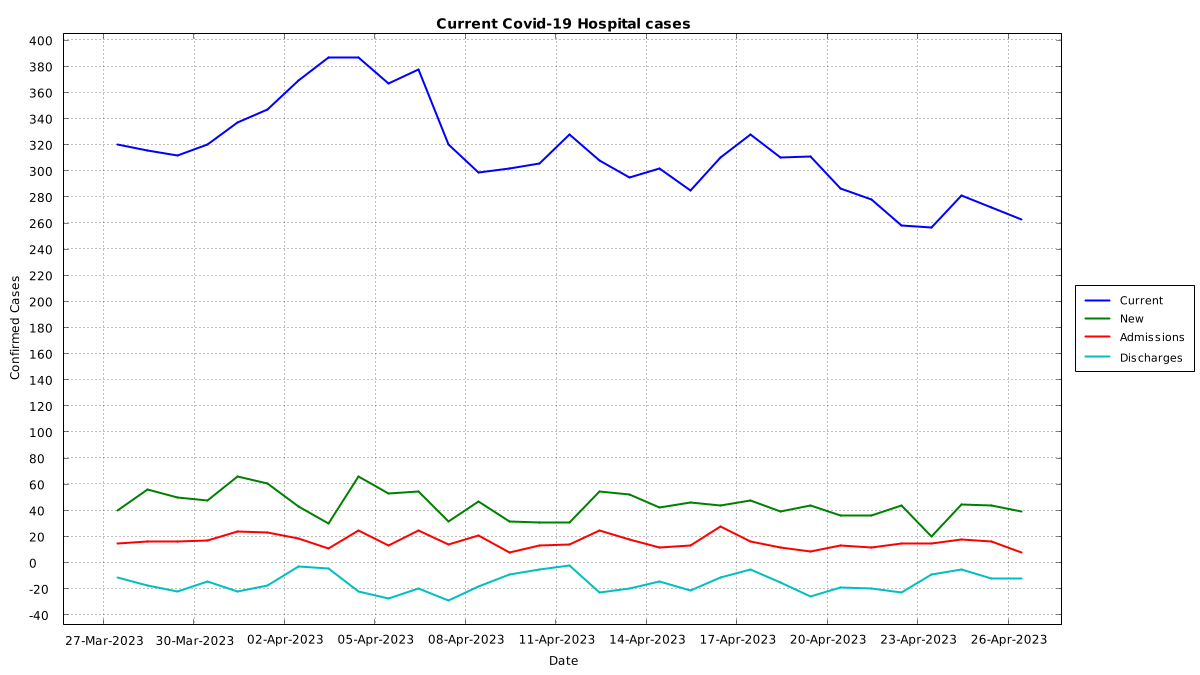 Current Covid-19 Hospital cases
400
380
360
340
320
300
280
260
240
220
200
180
160
140
120
100
80
60
40
20
0
-20
-40
Confirmed Cases
27-Mar-2023 30-Mar-2023 02-Apr-2023 05-Apr-2023 08-Apr-2023 11-Apr-2023 14-Apr-2023 17-Apr-2023 20-Apr-2023 23-Apr-2023 26-Apr-2023
Date
Current
New
Admissions
Discharges